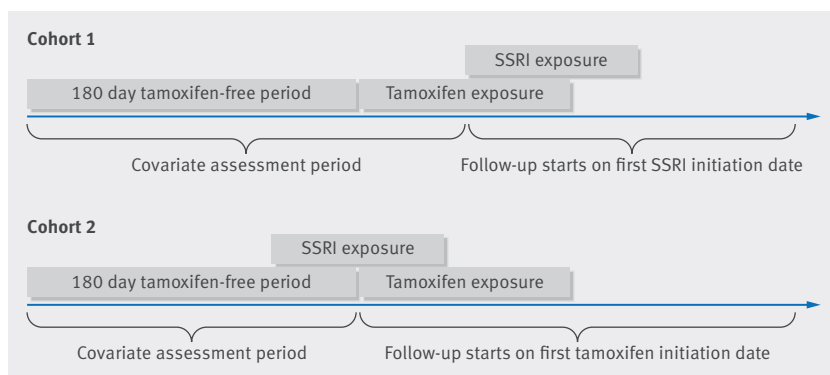 Cohort 1
SSRI exposure
180 day tamoxifen-free period
Tamoxifen exposure
Covariate assessment period
Follow-up starts on first SSRI initiation date
Cohort 2
SSRI exposure
180 day tamoxifen-free period
Tamoxifen exposure
Covariate assessment period
Follow-up starts on first tamoxifen initiation date